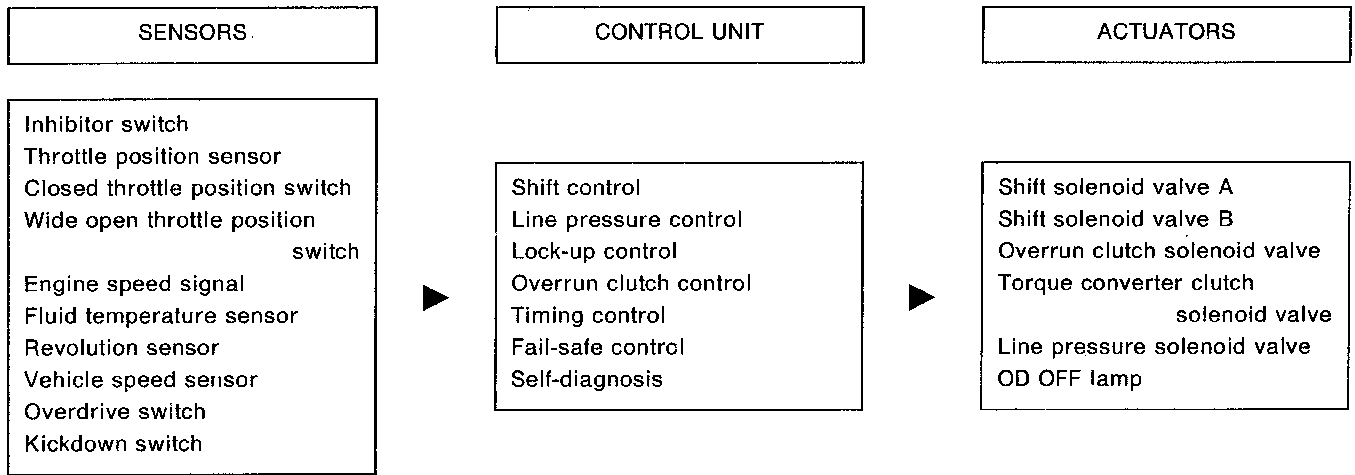 SENSORS
Inhibitor switch
Throttle position sensor
Closed throttle position switch
Wide open throttle position
switch
Engine speed signal
Fluid temperature sensor
Revolution sensor
Vehicle speed sensor
Overdrive switch
Kickdown switch
CONTROL UNIT
Shift control
Line pressure control
Lock-up control
Overrun clutch control
Timing control
Fail-safe control
Self-diagnosis
ACTUATORS
Shift solenoid valve A
Shift solenoid valve B
Overrun clutch solenoid valve
Torque converter clutch
solenoid valve
Line pressure solenoid valve
OD OFF lamp